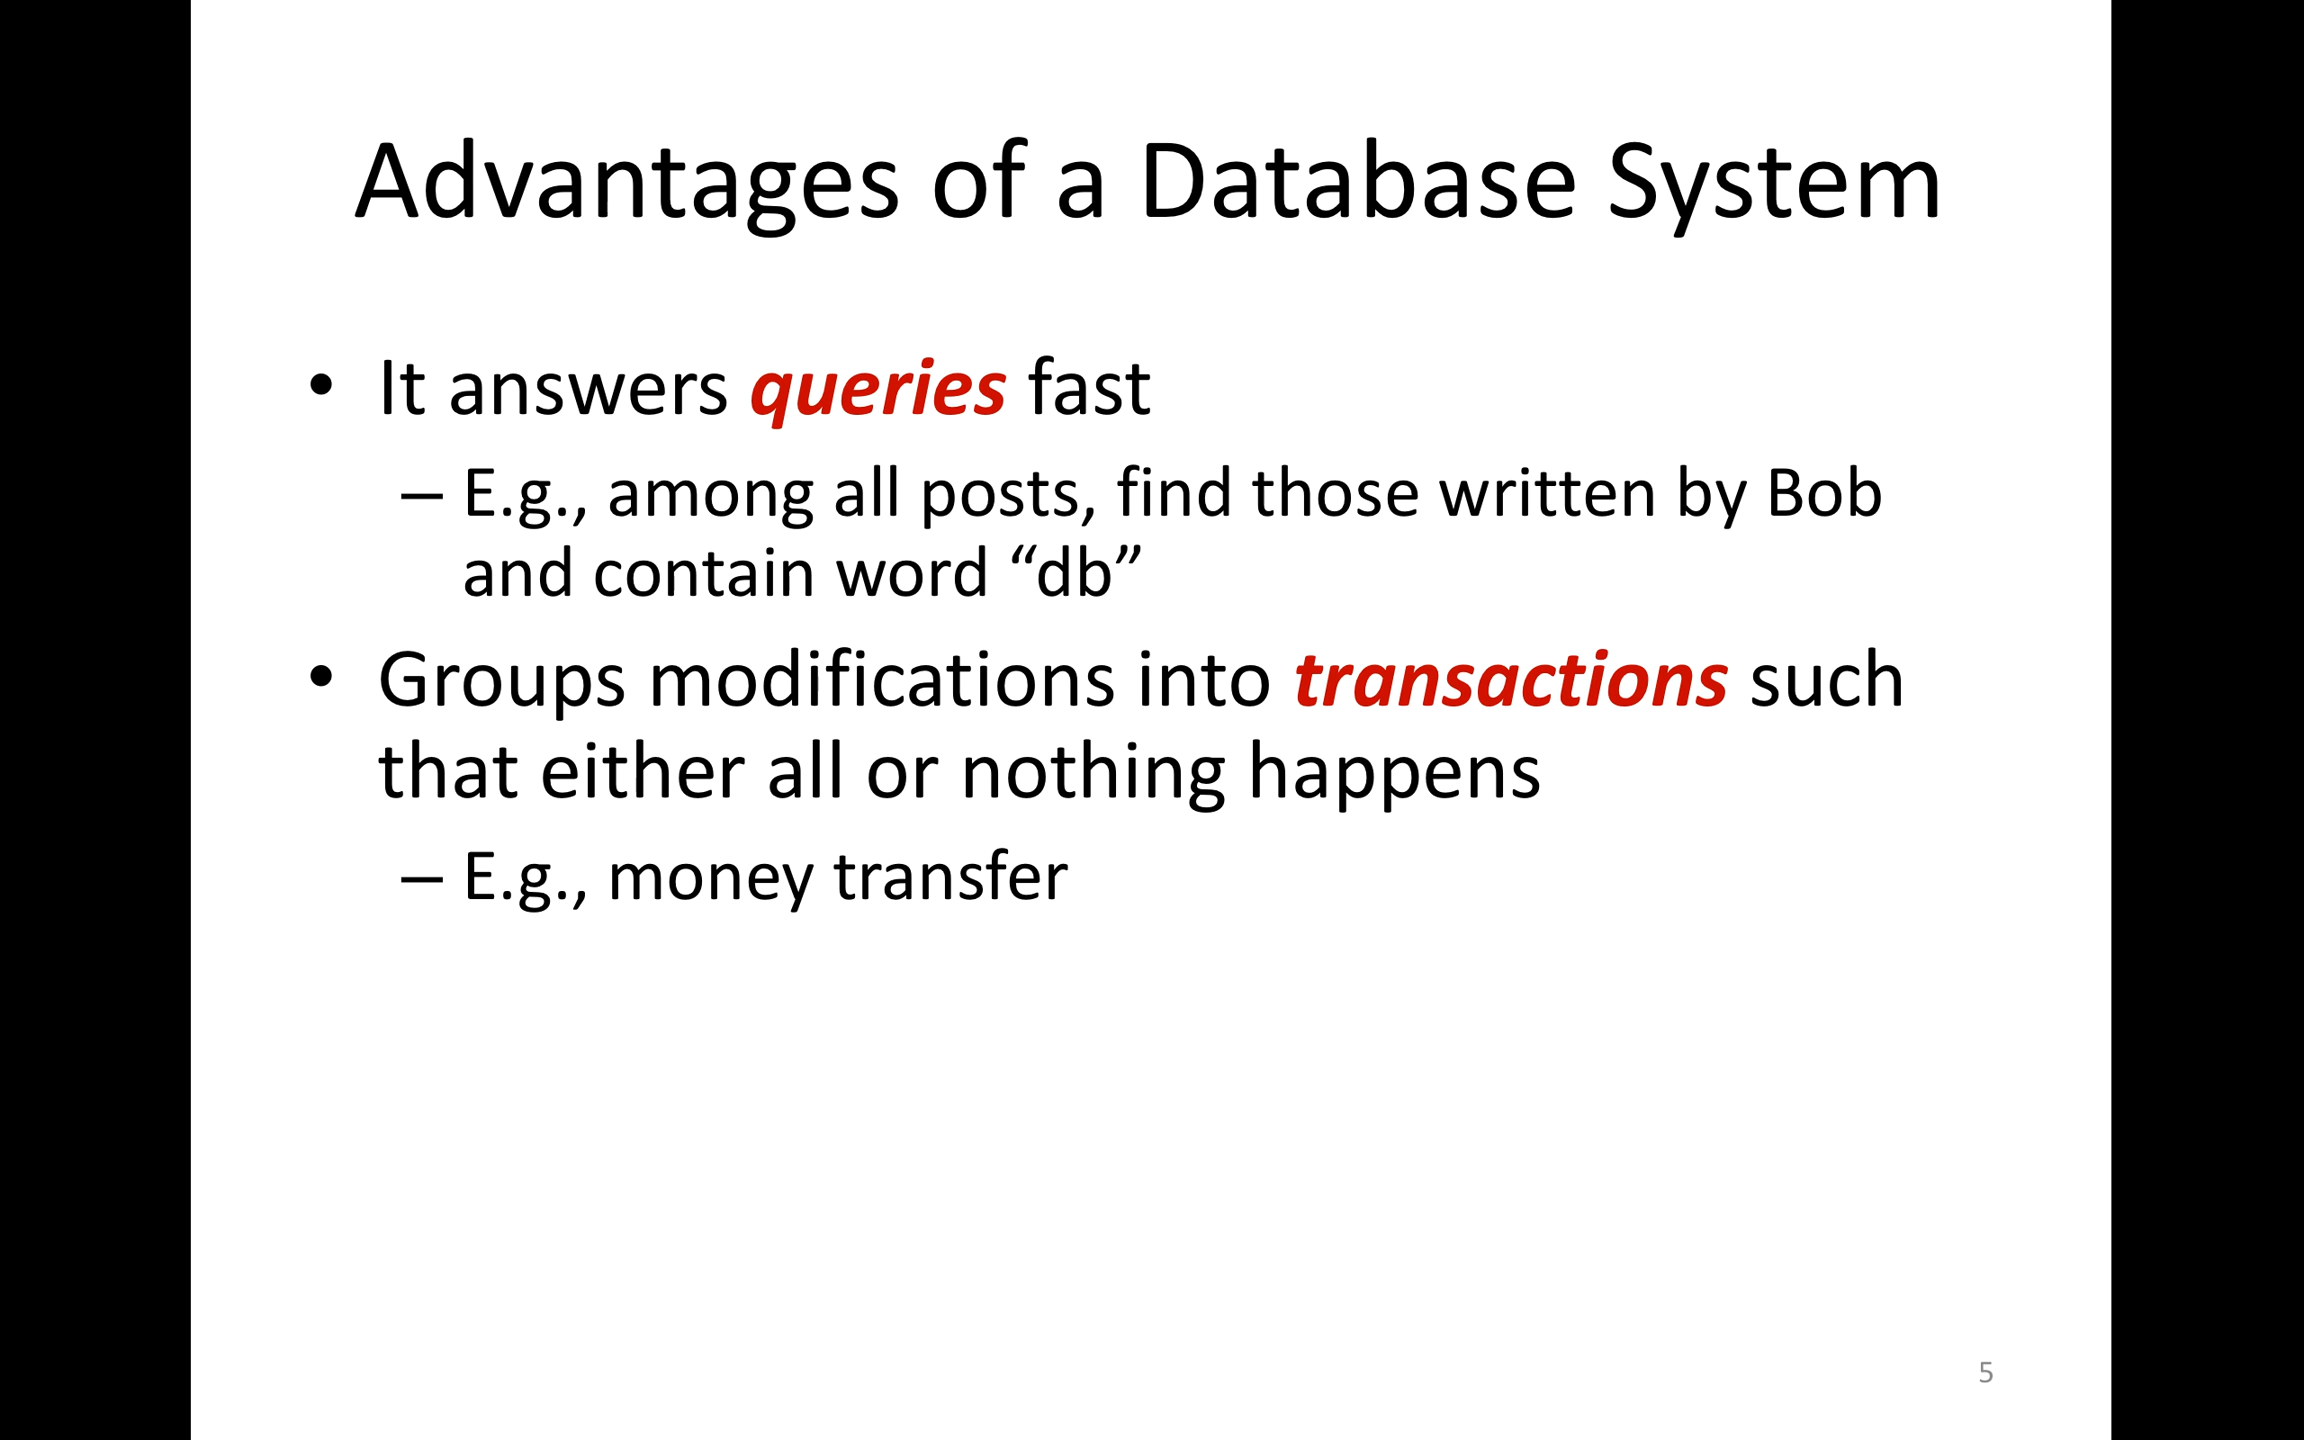 Advantages of a Database System
• It answers queries fast
– E.g., among all posts, find those written by Bob
and contain word “db”
• Groups modifications into transactions such
that either all or nothing happens
– E.g., money transfer
5